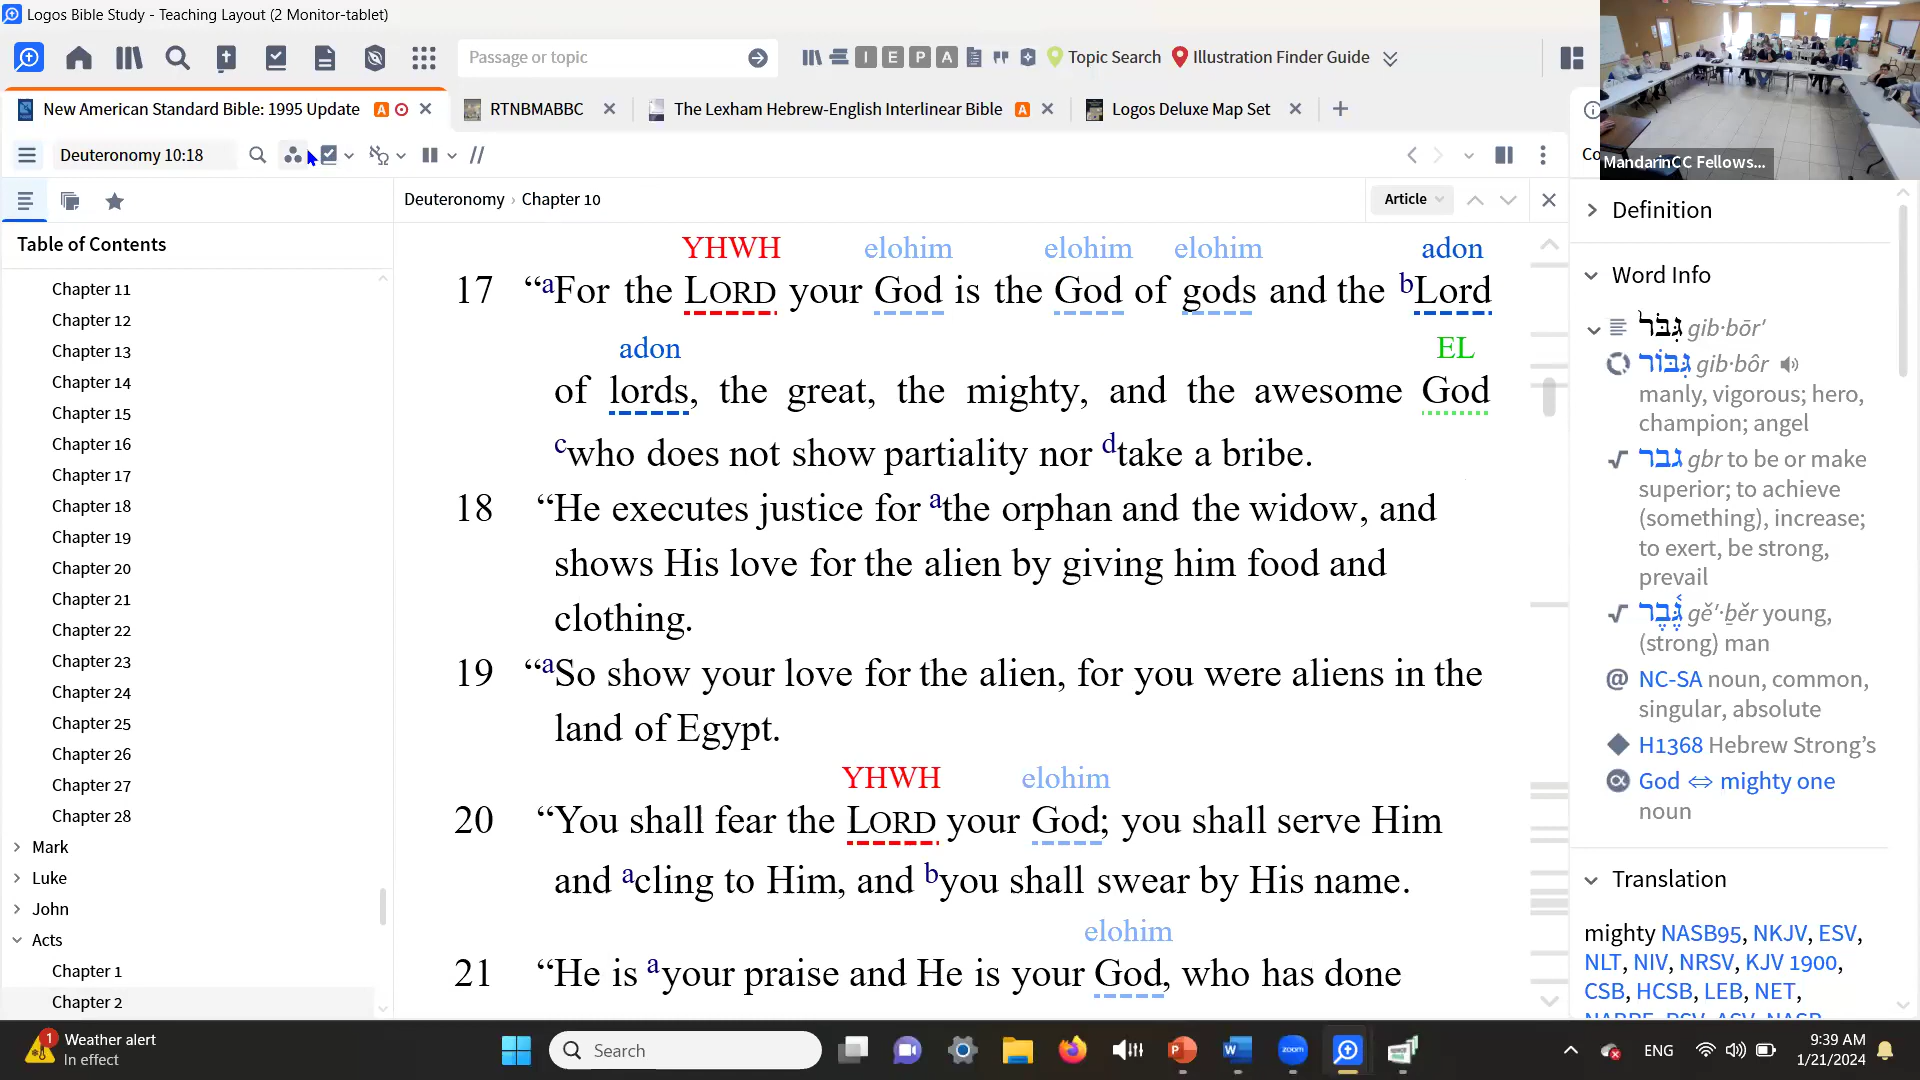 Logos Bible Study - Teaching Layout (2 Monitor-tablet)
Passage or topic
I E P A
Topic Search
Illustration Finder Guide
New American Standard Bible: 1995 Update A
RTNBMABBC
The Lexham Hebrew-English Interlinear Bible A
Logos Deluxe Map Set
Deuteronomy 10:18
Co
MandarinCC Fellows...
Deuteronomy › Chapter 10
Article
Table of Contents
Chapter 11
Chapter 12
Chapter 13
Chapter 14
Chapter 15
Chapter 16
Chapter 17
Chapter 18
Chapter 19
Chapter 20
Chapter 21
Chapter 22
Chapter 23
Chapter 24
Chapter 25
Chapter 26
Chapter 27
Chapter 28
Mark
Luke
John
Acts
Chapter 1
Chapter 2
YHWH elohim elohim elohim adon
17 “aFor the LORD your God is the God of gods and the bLord
adon EL
of lords, the great, the mighty, and the awesome God
cwho does not show partiality nor dtake a bribe.
18 “He executes justice for athe orphan and the widow, and
shows His love for the alien by giving him food and
clothing.
19 “aSo show your love for the alien, for you were aliens in the
land of Egypt.
YHWH elohim
20 “You shall fear the LORD your God; you shall serve Him
and acling to Him, and byou shall swear by His name.
elohim
21 “He is ayour praise and He is your God, who has done
Definition
Word Info
גִּבֹּר֙ gib·bōrʹ
גִּבּוֹר gib·bôr
manly, vigorous; hero,
champion; angel
גבר gbr to be or make
superior; to achieve
(something), increase;
to exert, be strong,
prevail
גֶּ֫בֶר gĕʹ·ḇĕr young,
(strong) man
@ NC-SA noun, common,
singular, absolute
H1368 Hebrew Strong’s
God ⇔ mighty one
noun
Translation
mighty NASB95, NKJV, ESV,
NLT, NIV, NRSV, KJV 1900,
CSB, HCSB, LEB, NET,
1
Weather alert
In effect
Search
zoom
ENG
9:39 AM
1/21/2024